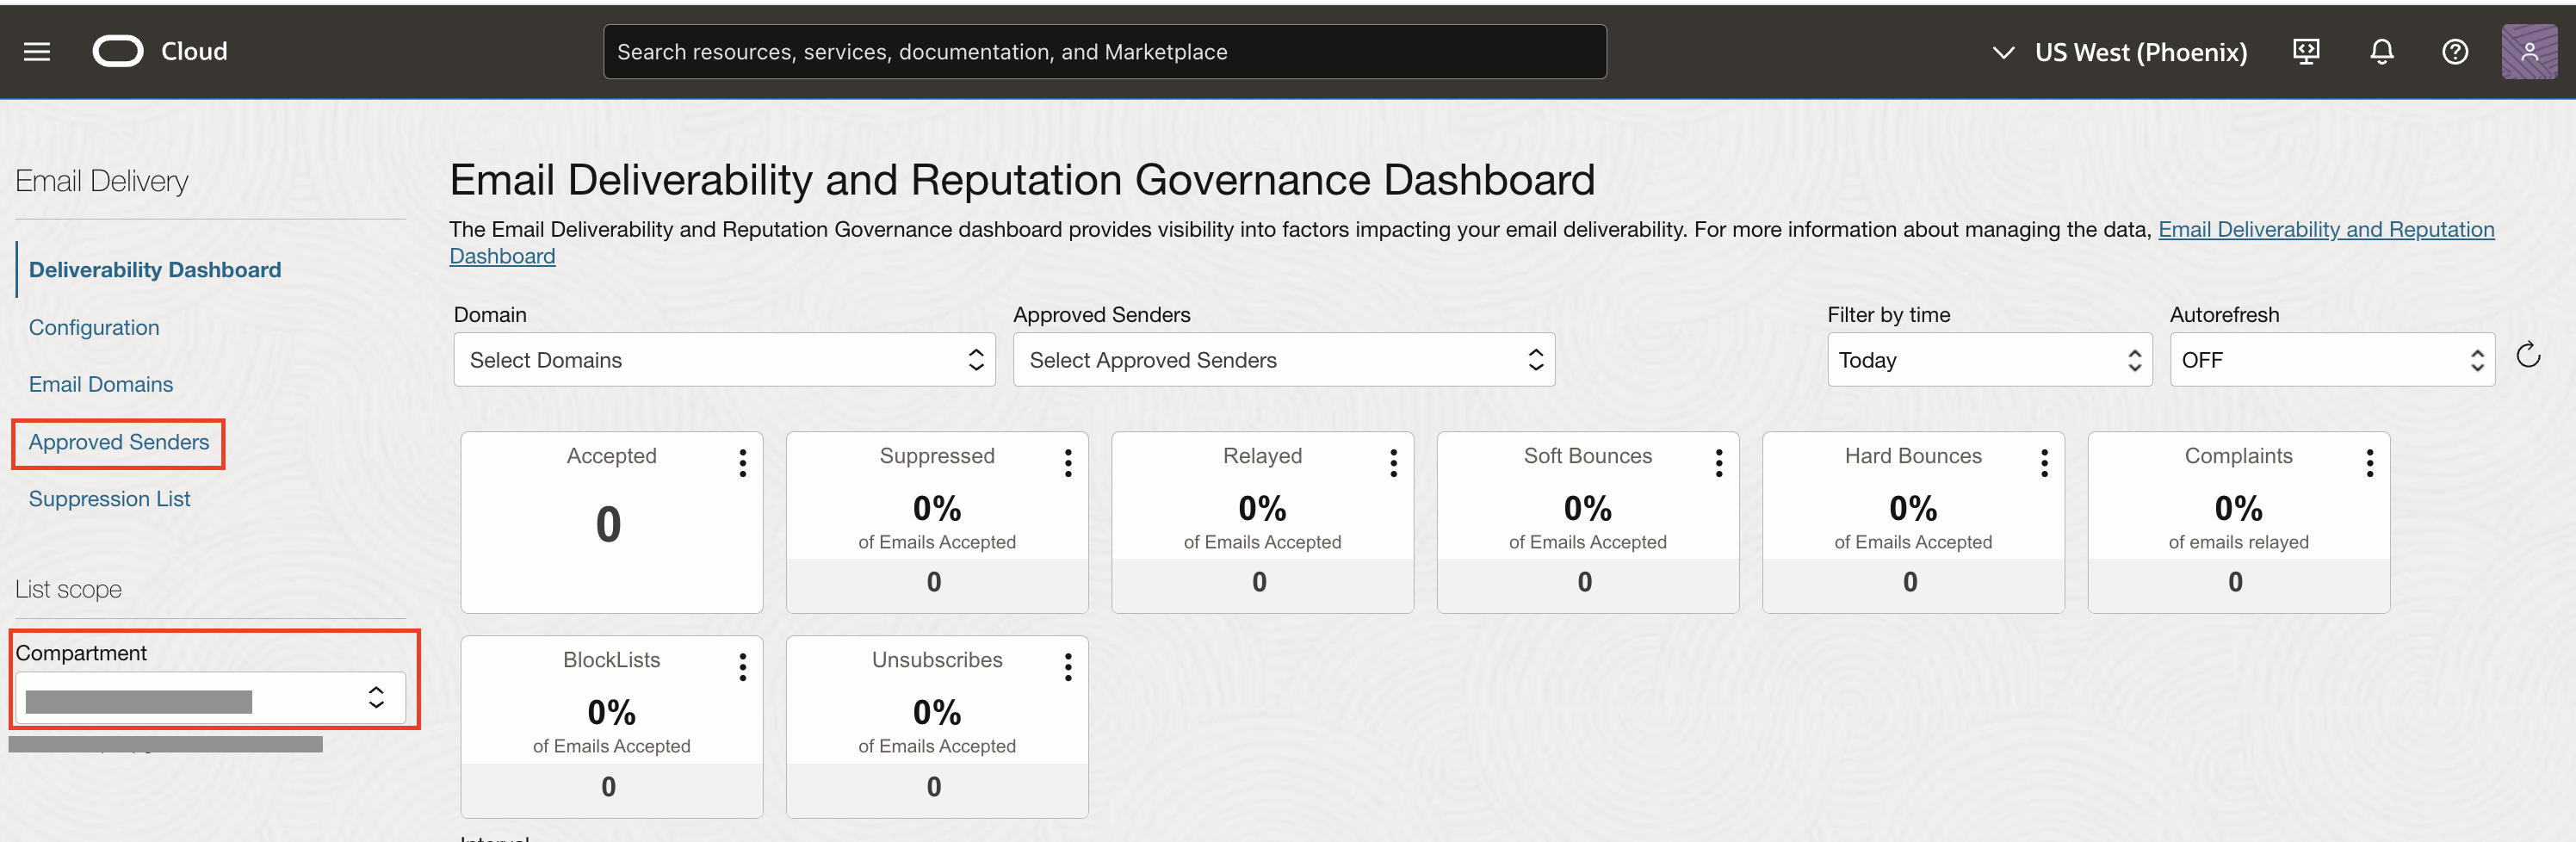 Cloud
Search resources, services, documentation, and Marketplace
US West (Phoenix)
Email Delivery
Deliverability Dashboard
Configuration
Email Domains
Approved Senders
Suppression List
List scope
Compartment
Email Deliverability and Reputation Governance Dashboard
The Email Deliverability and Reputation Governance dashboard provides visibility into factors impacting your email deliverability. For more information about managing the data, Email Deliverability and Reputation
Dashboard
Domain
Select Domains
Approved Senders
Select Approved Senders
Filter by time
Today
Autorefresh
OFF
Accepted
0
Suppressed
0%
of Emails Accepted
0
Relayed
0%
of Emails Accepted
0
Soft Bounces
0%
of Emails Accepted
0
Hard Bounces
0%
of Emails Accepted
0
Complaints
0%
of emails relayed
0
BlockLists
0%
of Emails Accepted
0
Unsubscribes
0%
of Emails Accepted
0
Interval